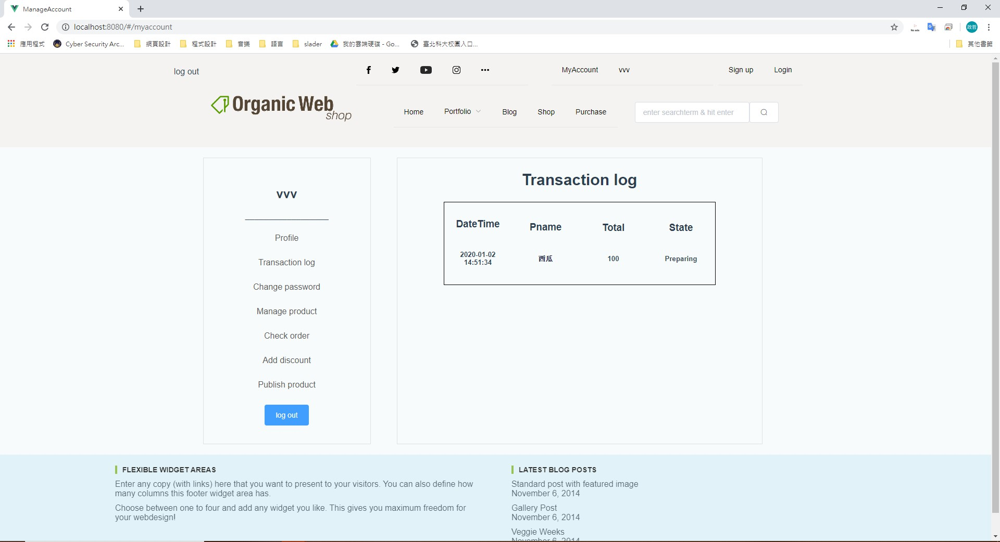 ManageAccount
localhost:8080/#/myaccount
No ads
政哲
應用程式
Cyber Security Arc...
網頁設計
程式設計
音樂
語言
slader
我的雲端硬碟 - Go...
臺北科大校園入口...
其他書籤
log out
MyAccount
vvv
Sign up
Login
Organic Web
shop
Home
Portfolio
Blog
Shop
Purchase
enter searchterm & hit enter
vvv
Profile
Transaction log
Change password
Manage product
Check order
Add discount
Publish product
log out
Transaction log
DateTime Pname Total State
2020-01-02
14:51:34
西瓜
100
Preparing
FLEXIBLE WIDGET AREAS
Enter any copy (with links) here that you want to present to your visitors. You can also define how
many columns this footer widget area has.
Choose between one to four and add any widget you like. This gives you maximum freedom for
your webdesign!
LATEST BLOG POSTS
Standard post with featured image
November 6, 2014
Gallery Post
November 6, 2014
Veggie Weeks
November 6, 2014